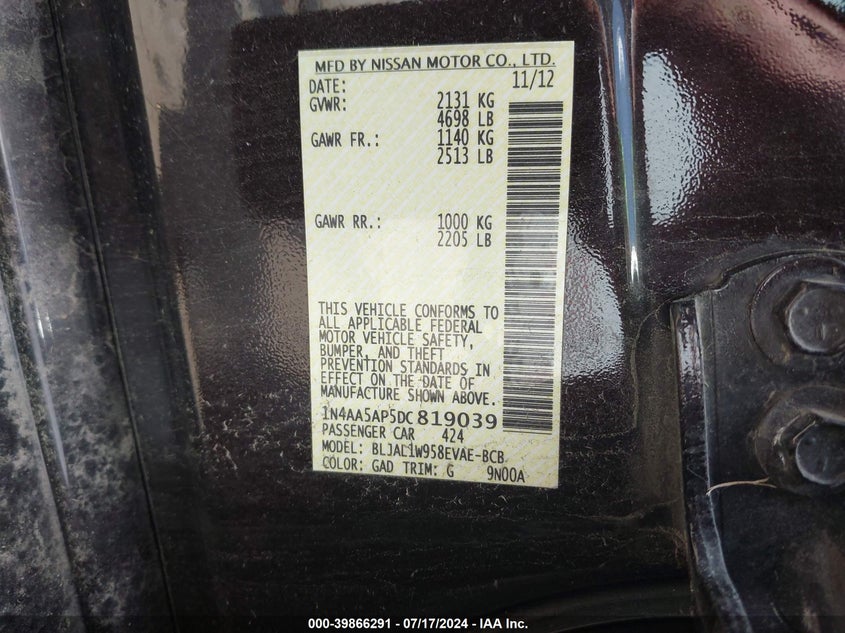 MFD BY NISSAN MOTOR CO., LTD.
DATE: 11/12
GVWR: 2131 KG
4698 LB
GAWR FR.: 1140 KG
2513 LB
GAWR RR.: 1000 KG
2205 LB
THIS VEHICLE CONFORMS TO
ALL APPLICABLE FEDERAL
MOTOR VEHICLE SAFETY,
BUMPER, AND THEFT
PREVENTION STANDARDS IN
EFFECT ON THE DATE OF
MANUFACTURE SHOWN ABOVE.
1N4AA5AP5DC819039
PASSENGER CAR 424
MODEL: BLJAL1W958EVAE-BCB
COLOR: GAD TRIM: G 9N00A
000-39866291 - 07/17/2024 - IAA Inc.